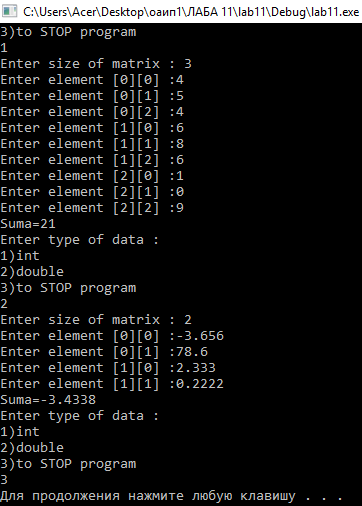 C:\Users\Acer\Desktop\оаип1\ЛАБА 11\lab11\Debug\lab11.exe
3)to STOP program
1
Enter size of matrix : 3
Enter element [0][0] :4
Enter element [0][1] :5
Enter element [0][2] :4
Enter element [1][0] :6
Enter element [1][1] :8
Enter element [1][2] :6
Enter element [2][0] :1
Enter element [2][1] :0
Enter element [2][2] :9
Suma=21
Enter type of data :
1)int
2)double
3)to STOP program
2
Enter size of matrix : 2
Enter element [0][0] :-3.656
Enter element [0][1] :78.6
Enter element [1][0] :2.333
Enter element [1][1] :0.2222
Suma=-3.4338
Enter type of data :
1)int
2)double
3)to STOP program
3
Для продолжения нажмите любую клавишу . . .